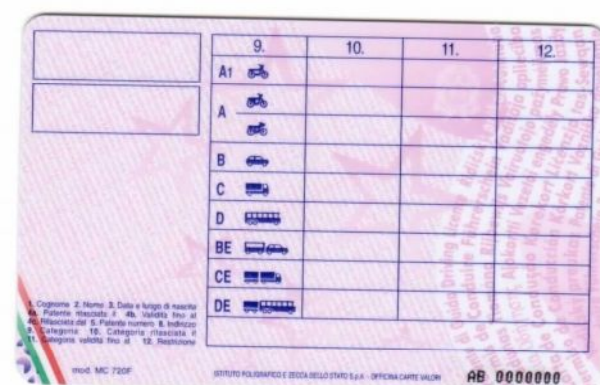 9. 10. 11. 12.
A1
A
B
C
D
BE
CE
DE
1. Cognome 2. Nome 3. Data e luogo di nascita
4a. Patente rilasciata il 4b. Validità fino al
4c. Rilasciata dal 5. Patente numero 8. Indirizzo
9. Categoria 10. Categoria rilasciata il
11. Categoria valida fino al 12. Restrizione
mod. MC 720F
ISTITUTO POLIGRAFICO E ZECCA DELLO STATO S.p.A. - OFFICINA CARTE VALORI
AB 0000000